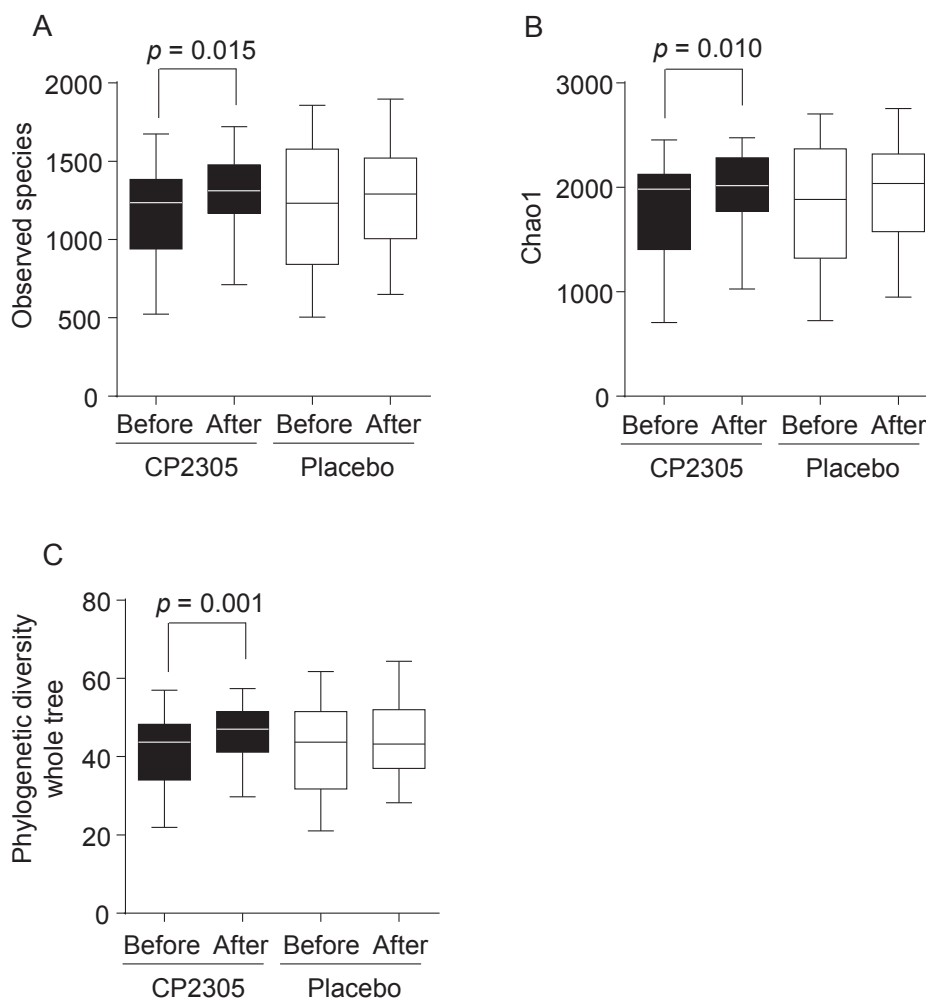 A
p = 0.015
2000
1500
1000
500
0
Observed species
Before After Before After
CP2305 Placebo
B
p = 0.010
3000
2000
1000
0
Chao1
Before After Before After
CP2305 Placebo
C
p = 0.001
80
60
40
20
0
Phylogenetic diversity
whole tree
Before After Before After
CP2305 Placebo